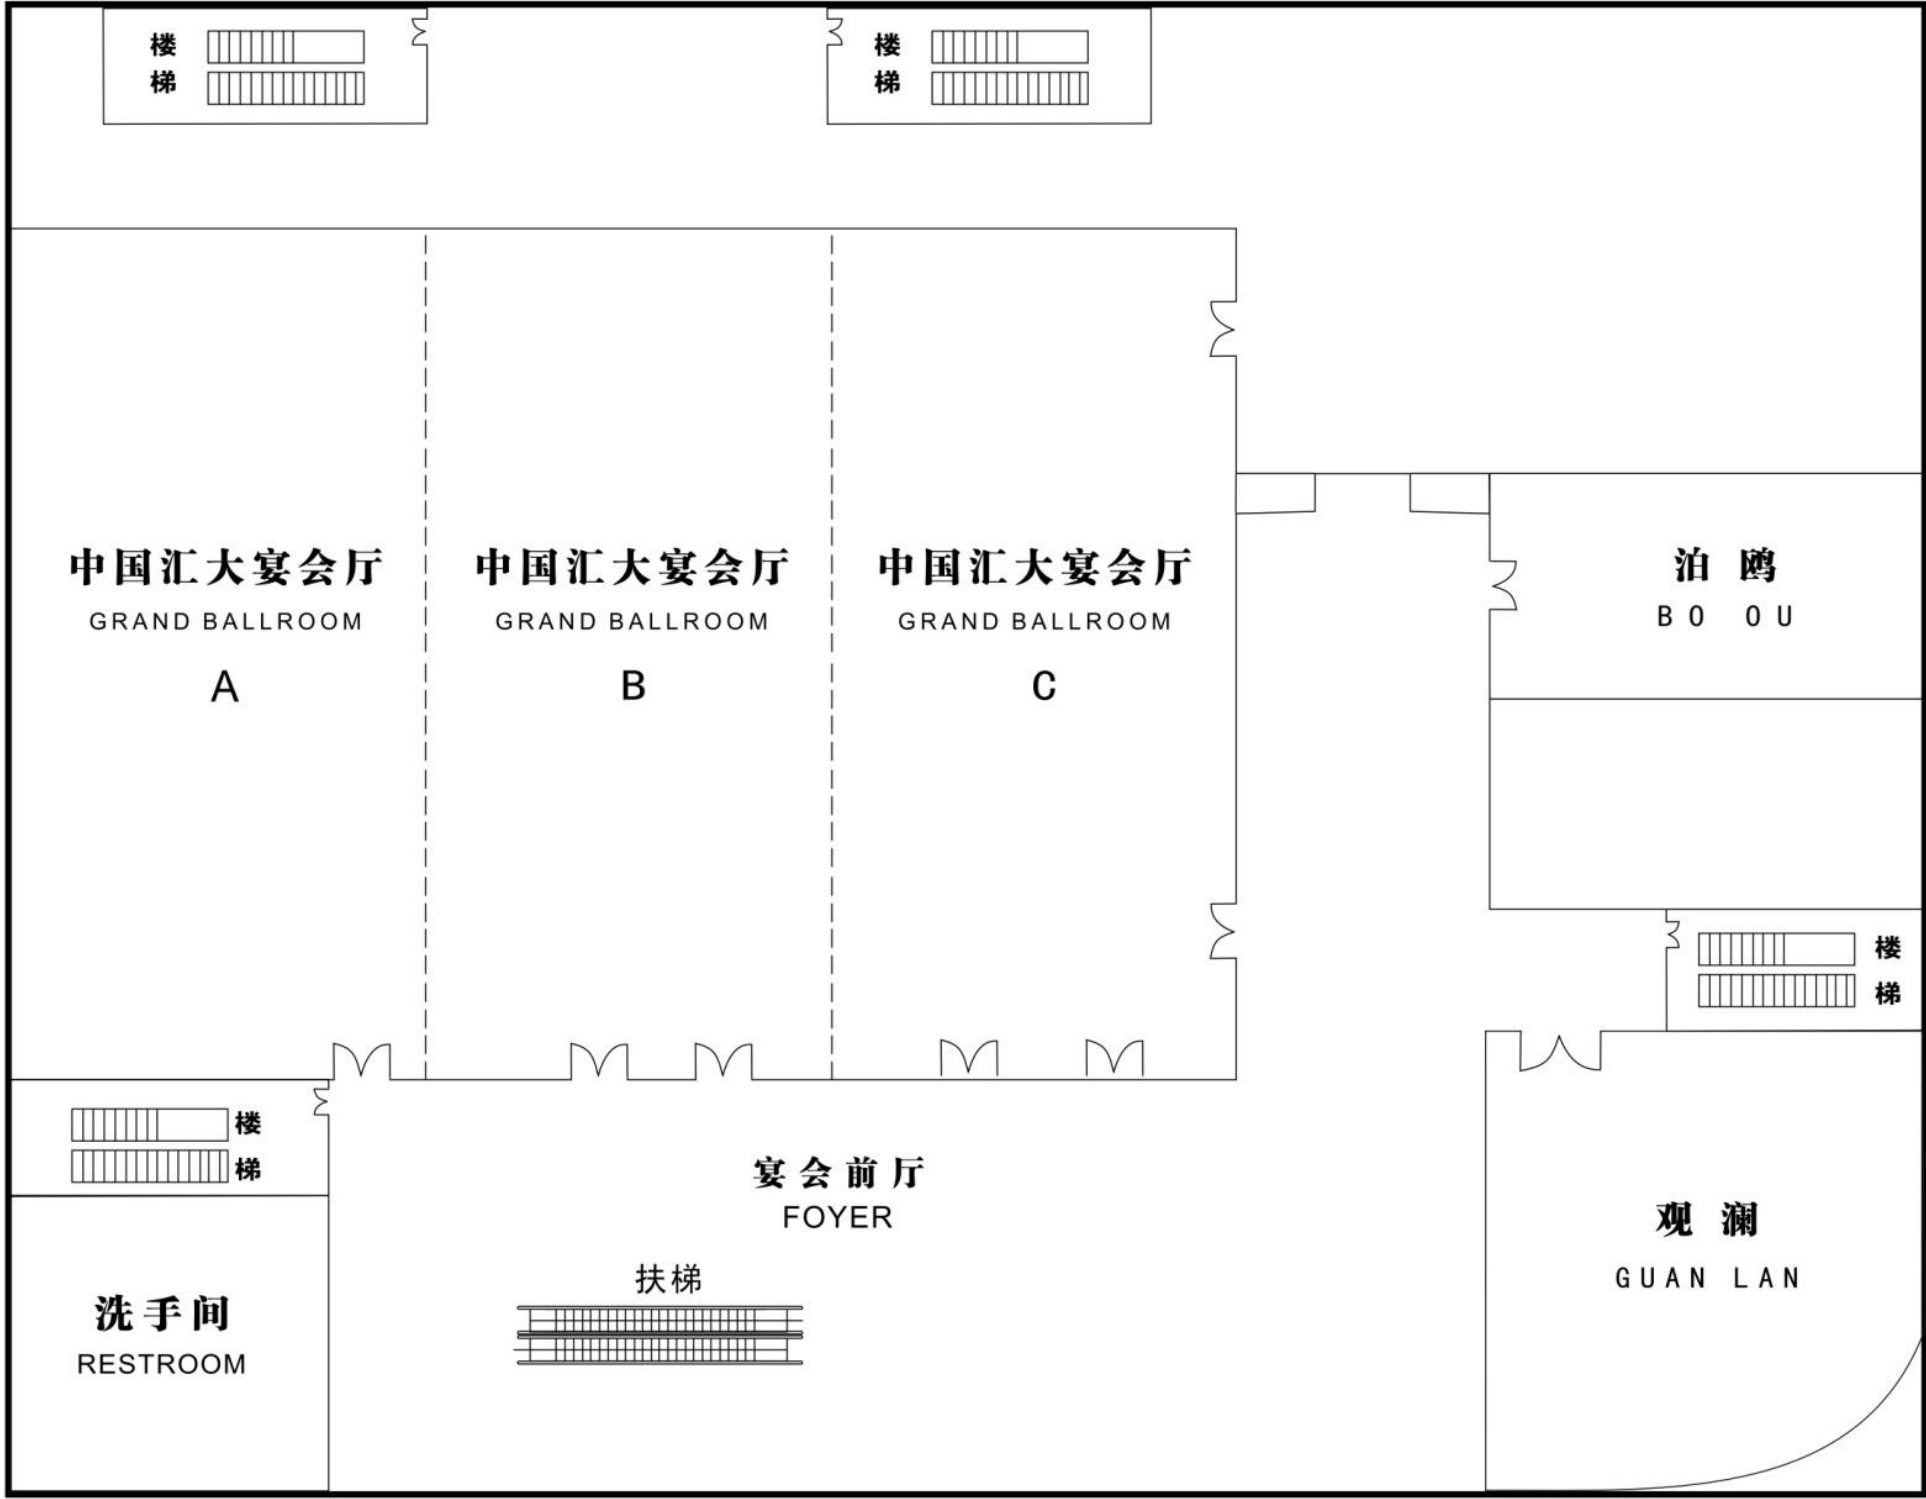 楼
梯
楼
梯
中国汇大宴会厅
GRAND BALLROOM
A
中国汇大宴会厅
GRAND BALLROOM
B
中国汇大宴会厅
GRAND BALLROOM
C
泊 鸥
BO OU
楼
梯
楼
梯
宴会前厅
FOYER
扶梯
观 澜
GUAN LAN
洗手间
RESTROOM